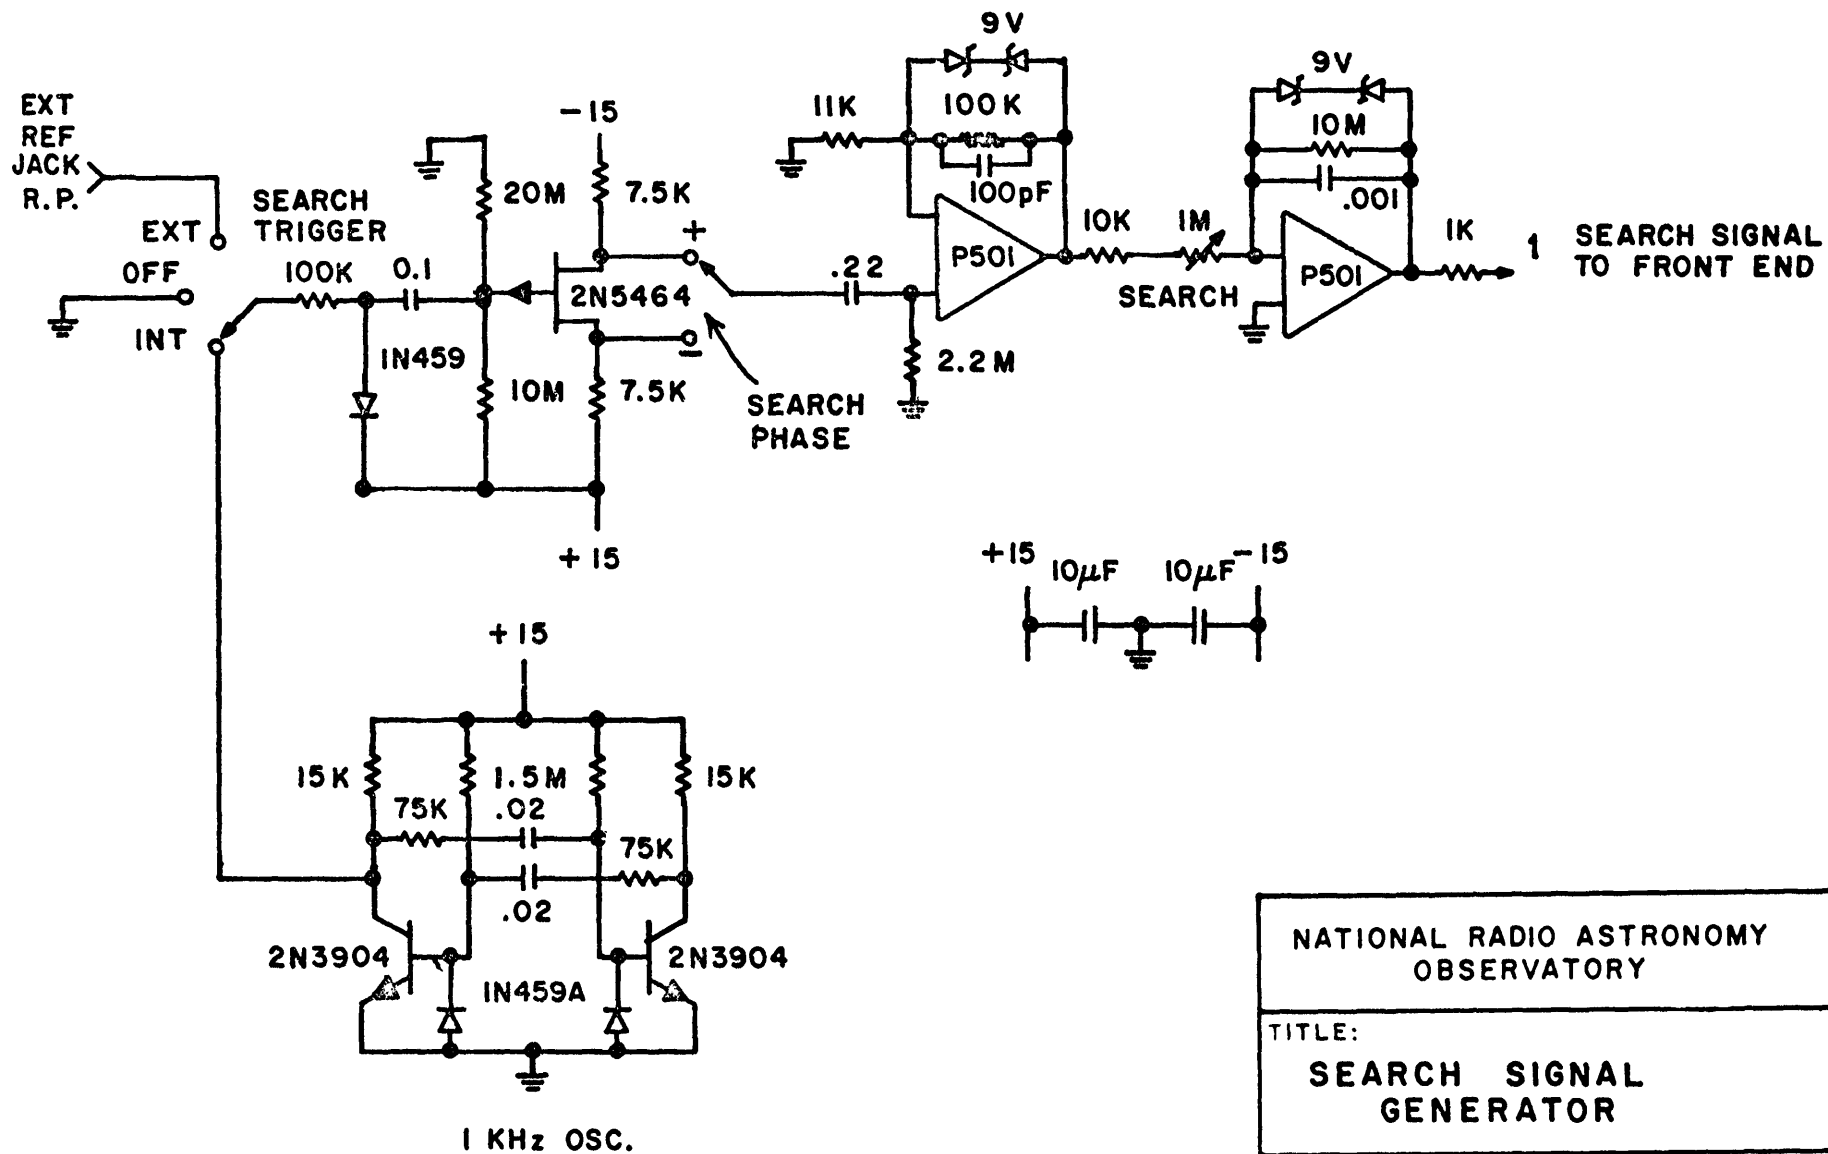 EXT
REF
JACK
R.P.
EXT
OFF
INT
SEARCH
TRIGGER
100K
0.1
1N459
20M
10M
-15
7.5K
+
2N5464
-
7.5K
+15
SEARCH
PHASE
.22
2.2M
11K
9V
100K
100pF
P501
10K
1M
SEARCH
9V
10M
.001
P501
1K
1
SEARCH SIGNAL
TO FRONT END
+15
10µF
10µF
-15
+15
15K
1.5M
15K
75K
.02
75K
.02
2N3904
2N3904
1N459A
1 KHz OSC.
NATIONAL RADIO ASTRONOMY
OBSERVATORY
TITLE:
SEARCH SIGNAL
GENERATOR